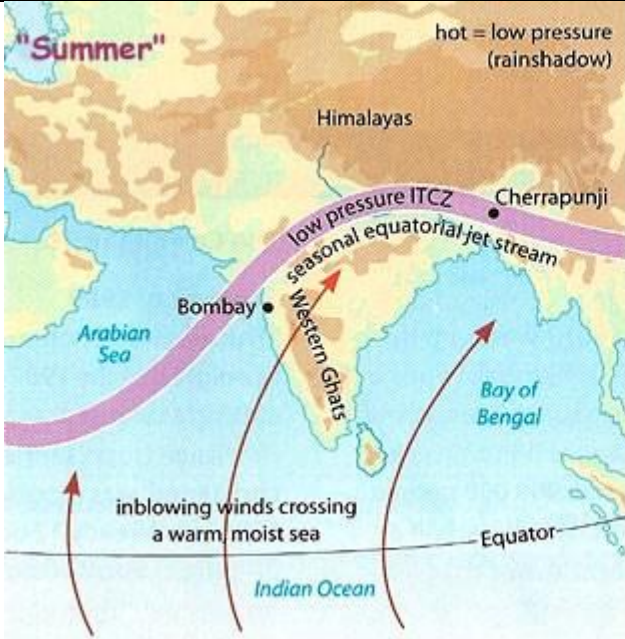 "Summer"
hot = low pressure
(rainshadow)
Himalayas
low pressure ITCZ
Cherrapunji
seasonal equatorial jet stream
Bombay
Western Ghats
Arabian
Sea
Bay of
Bengal
inblowing winds crossing
a warm, moist sea
Equator
Indian Ocean